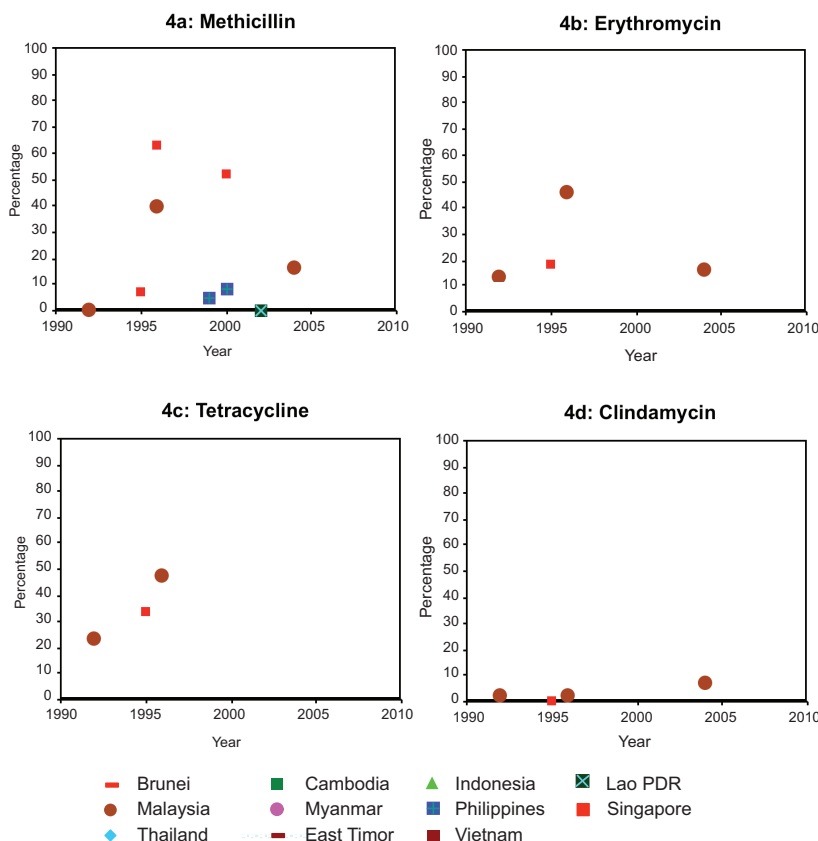 4a: Methicillin
100
90
80
70
60
50
40
30
20
10
0
Percentage
1990 1995 2000 2005 2010
Year
4b: Erythromycin
100
90
80
70
60
50
40
30
20
10
0
Percentage
1990 1995 2000 2005 2010
Year
4c: Tetracycline
100
90
80
70
60
50
40
30
20
10
0
Percentage
1990 1995 2000 2005 2010
Year
4d: Clindamycin
100
90
80
70
60
50
40
30
20
10
0
Percentage
1990 1995 2000 2005 2010
Year
Brunei Cambodia Indonesia Lao PDR
Malaysia Myanmar Philippines Singapore
Thailand East Timor Vietnam